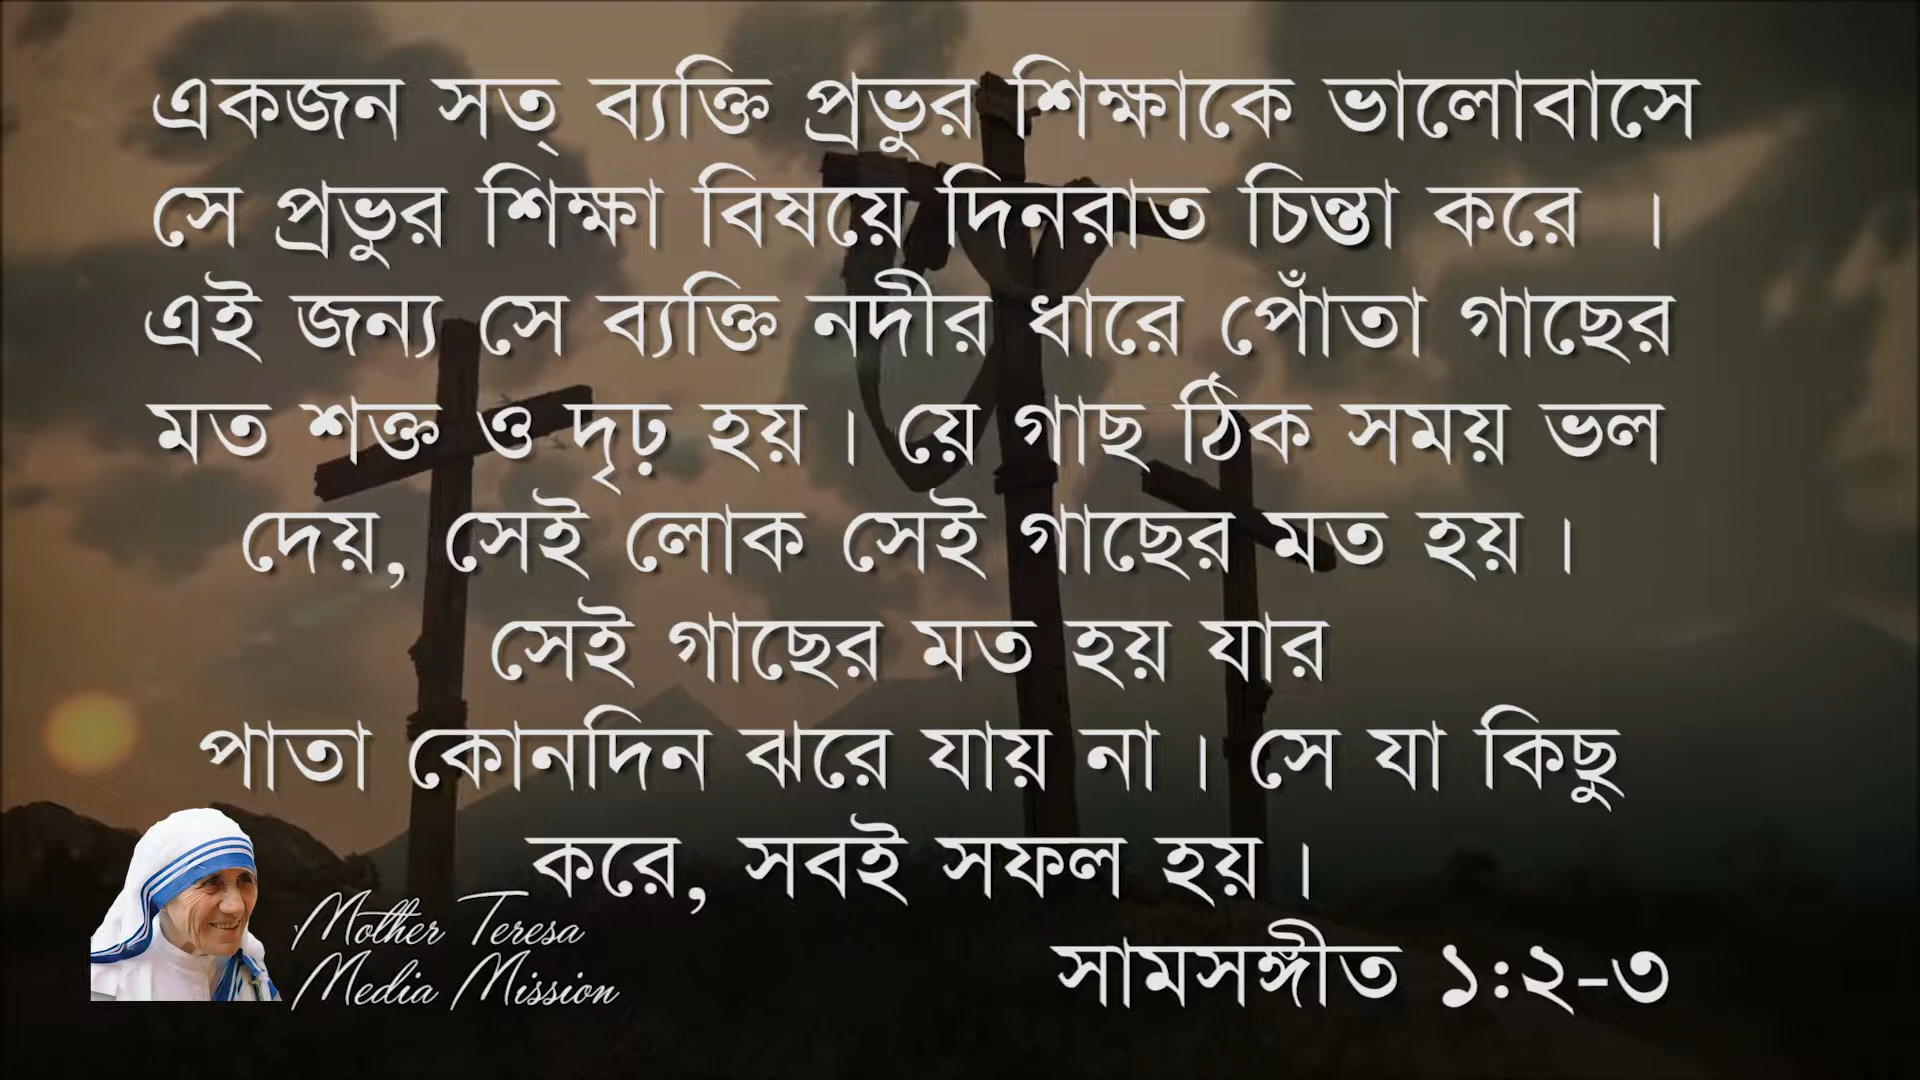 একজন সত্ ব্যক্তি প্রভুর শিক্ষাকে ভালোবাসে
সে প্রভুর শিক্ষা বিষয়ে দিনরাত চিন্তা করে ।
এই জন্য সে ব্যক্তি নদীর ধারে পোঁতা গাছের
মত শক্ত ও দৃঢ় হয় । য়ে গাছ ঠিক সময় ভল
দেয়, সেই লোক সেই গাছের মত হয় ।
সেই গাছের মত হয় যার
পাতা কোনদিন ঝরে যায় না । সে যা কিছু
করে, সবই সফল হয় ।
সামসঙ্গীত ১:২-৩
Mother Teresa
Media Mission